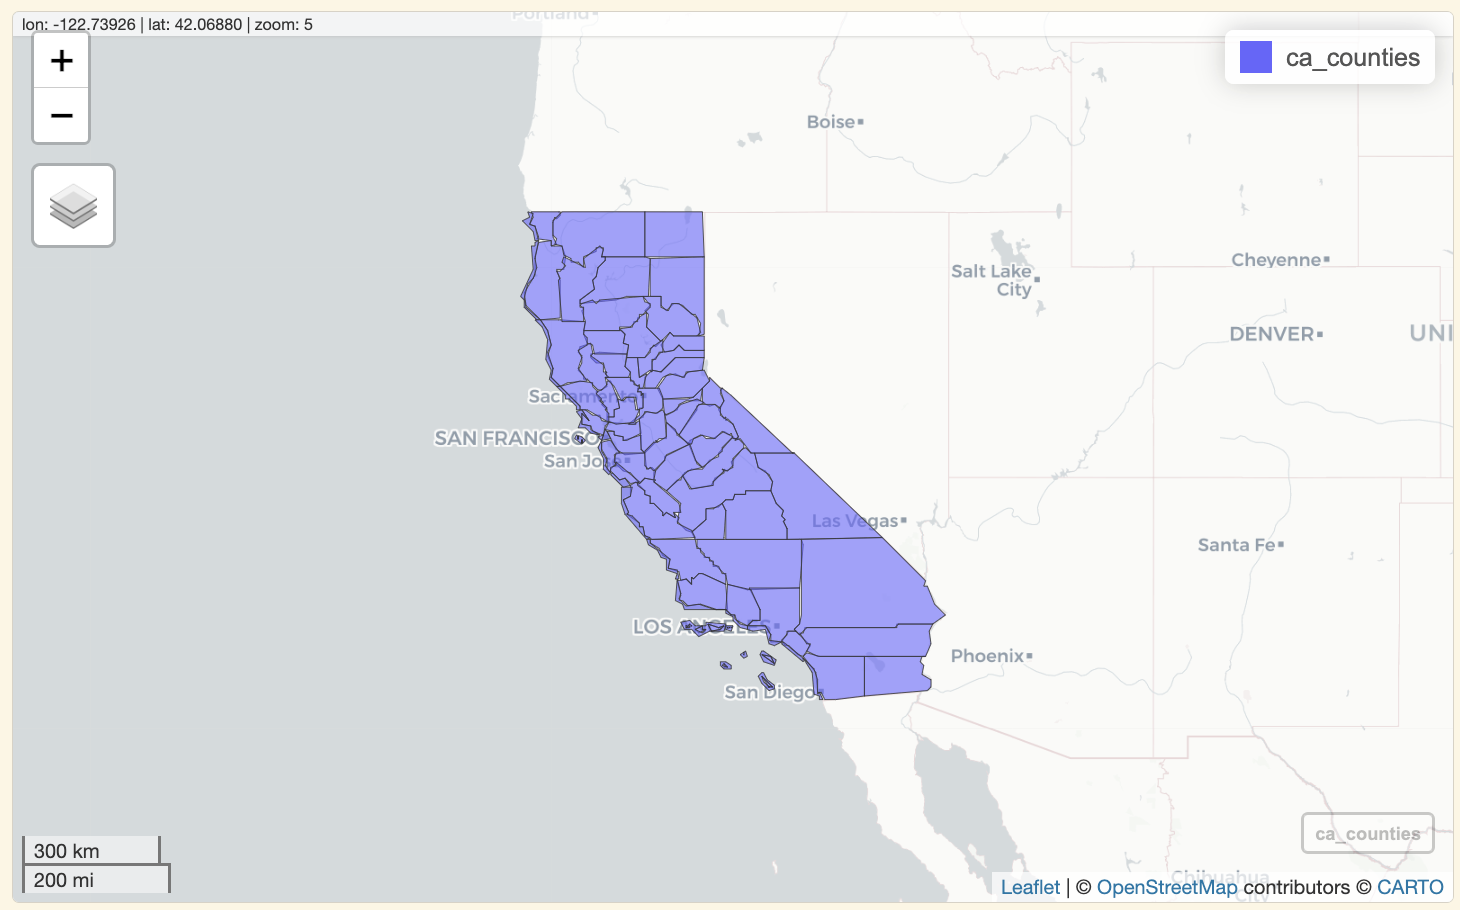 Portland
lon: -122.73926 | lat: 42.06880 | zoom: 5
+
ca_counties
−
Boise
Salt Lake
City
Cheyenne
DENVER
UNI
Sacramento
SAN FRANCISCO
San Jose
Las Vegas
Santa Fe
LOS ANGELES
Phoenix
San Diego
ca_counties
300 km
200 mi
Chihuahua
City
Leaflet | © OpenStreetMap contributors © CARTO